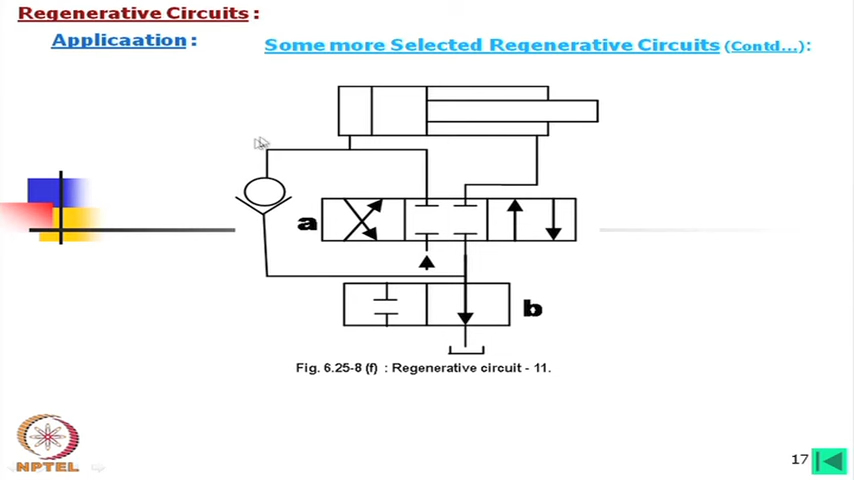 Regenerative Circuits :
Applicaation :
Some more Selected Regenerative Circuits (Contd...):
a
b
Fig. 6.25-8 (f) : Regenerative circuit - 11.
NPTEL
17